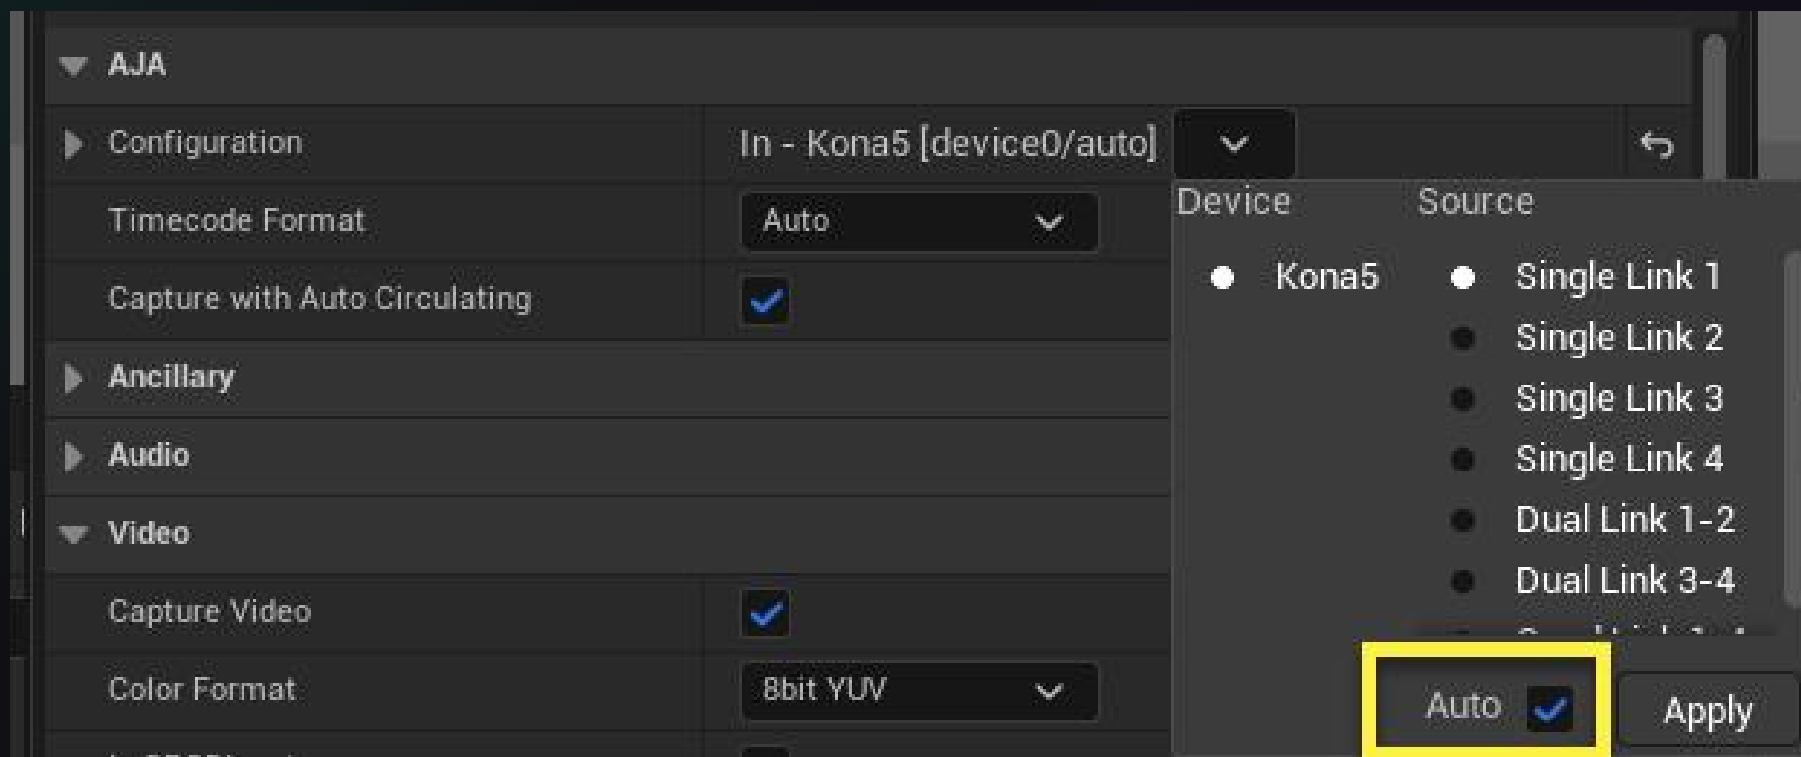 AJA
Configuration In - Kona5 [device0/auto]
Device Source
Timecode Format Auto
Kona5 Single Link 1
Capture with Auto Circulating
Single Link 2
Ancillary
Single Link 3
Audio
Single Link 4
Video
Dual Link 1-2
Dual Link 3-4
Capture Video
Color Format 8bit YUV
Auto Apply